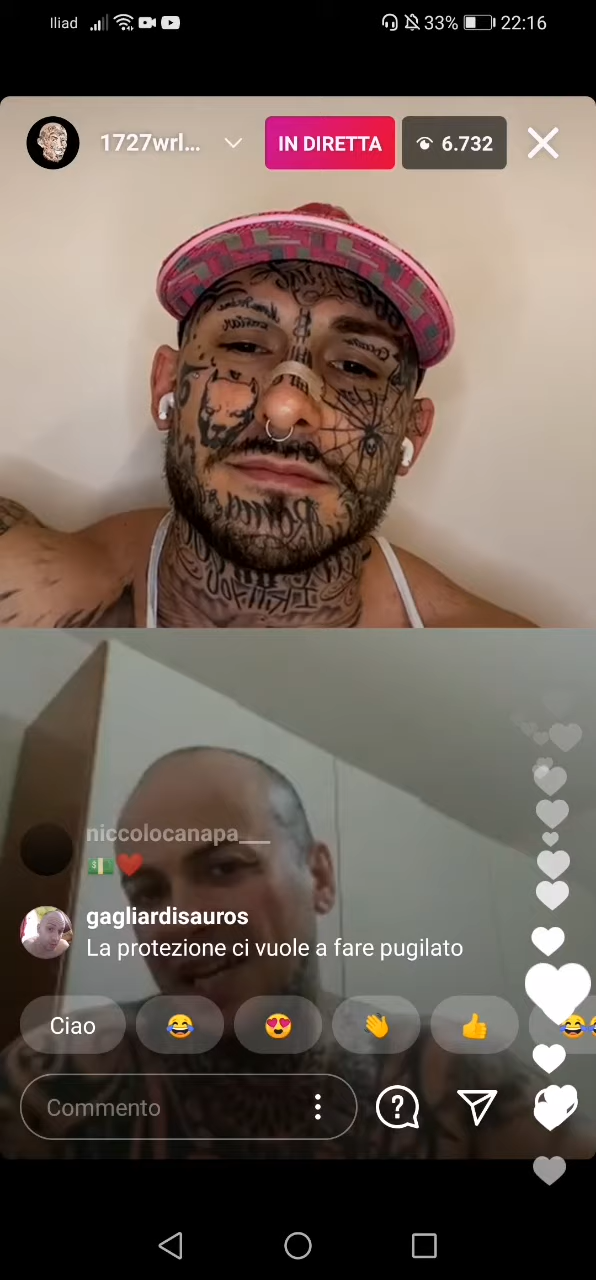 Iliad
33%
22:16
1727wrl...
IN DIRETTA
6.732
niccolocanapa___
gagliardisauros
La protezione ci vuole a fare pugilato
Ciao
Commento